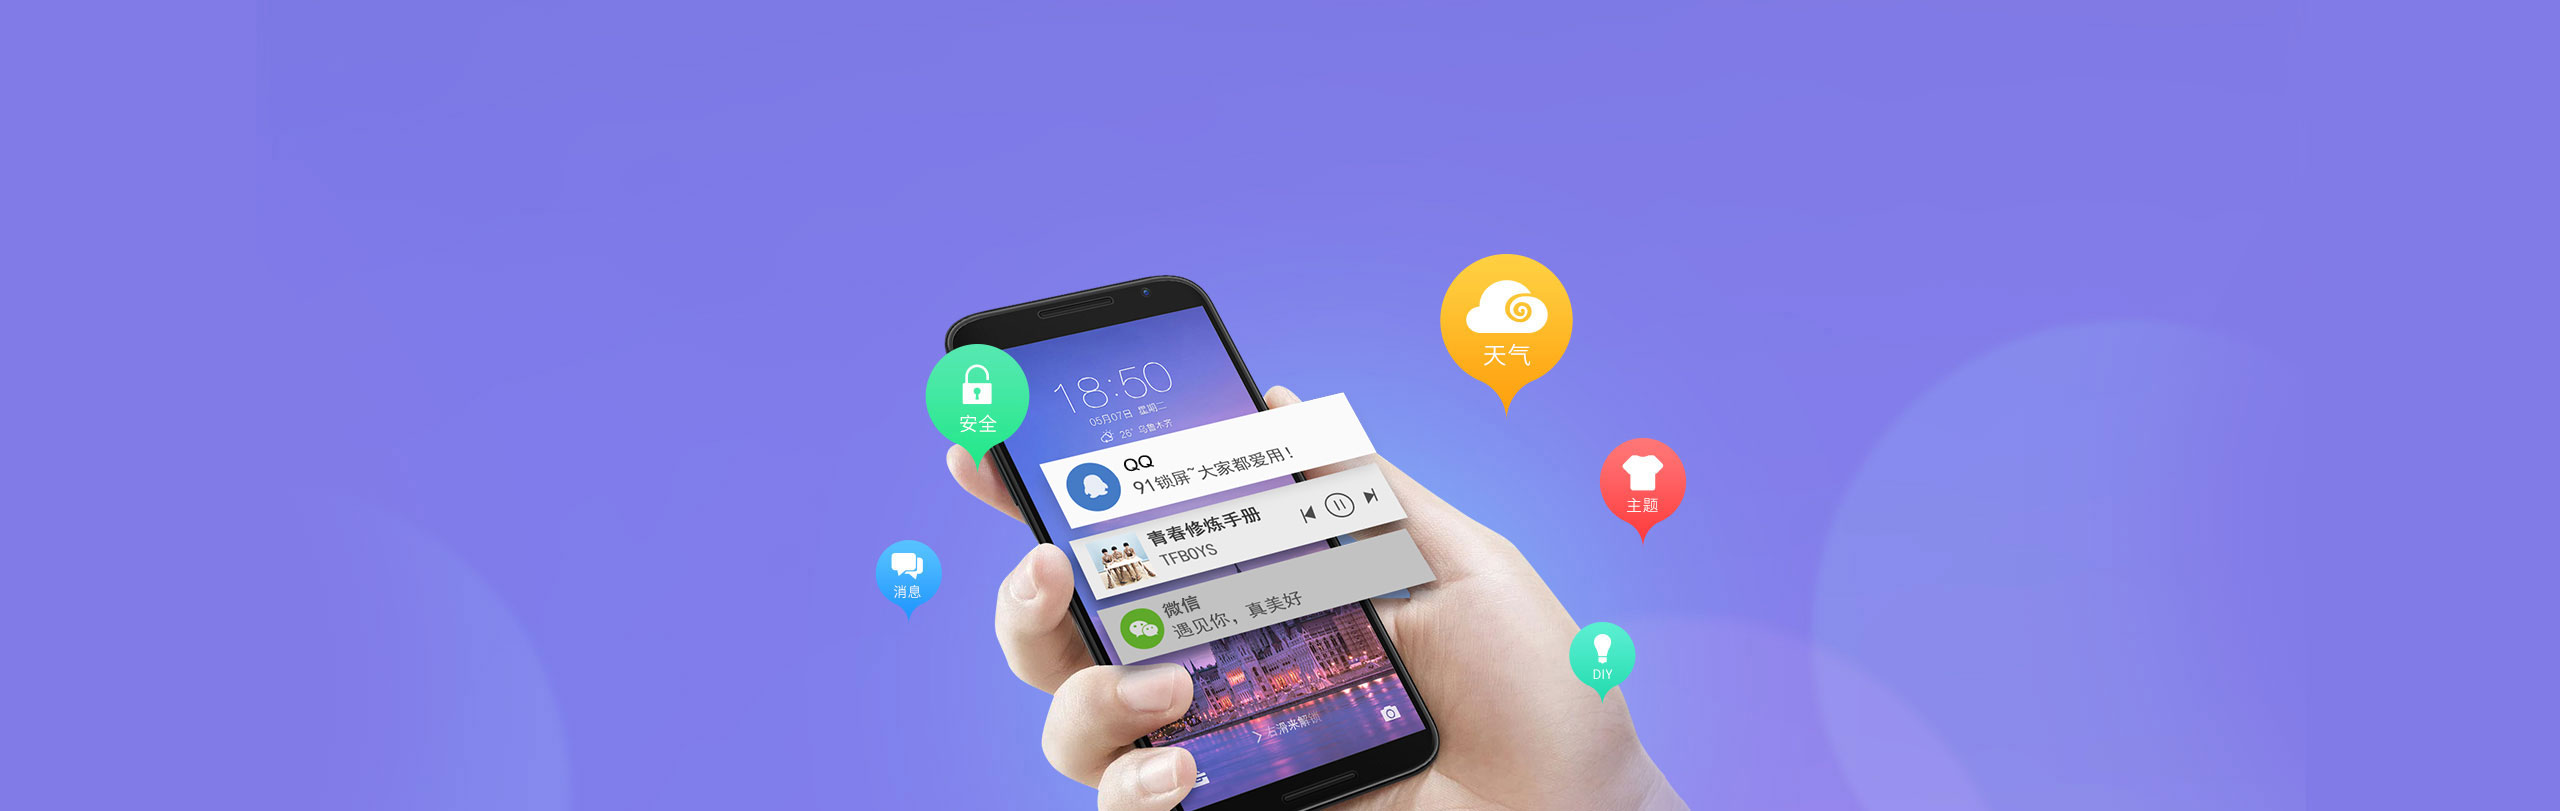 天气
18:50
05月07日 星期二
26° 乌鲁木齐
安全
QQ
91锁屏~大家都爱用！
主题
青春修炼手册
TFBOYS
消息
微信
遇见你，真美好
DIY
右滑来解锁